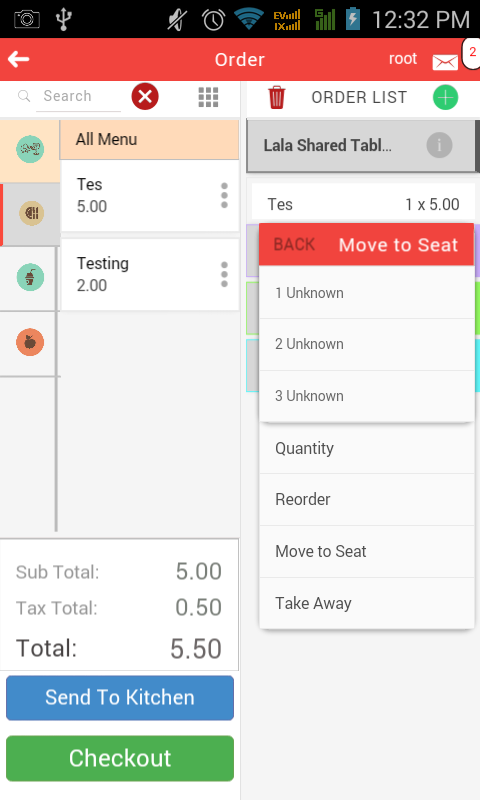 EV
IX
G
12:32 PM
Order
root
2
Search
ORDER LIST
All Menu
Lala Shared Tabl...
i
Tes
5.00
Tes
1 x 5.00
BACK
Move to Seat
Testing
2.00
1 Unknown
2 Unknown
3 Unknown
Quantity
Reorder
Move to Seat
Take Away
Sub Total:
5.00
Tax Total:
0.50
Total:
5.50
Send To Kitchen
Checkout